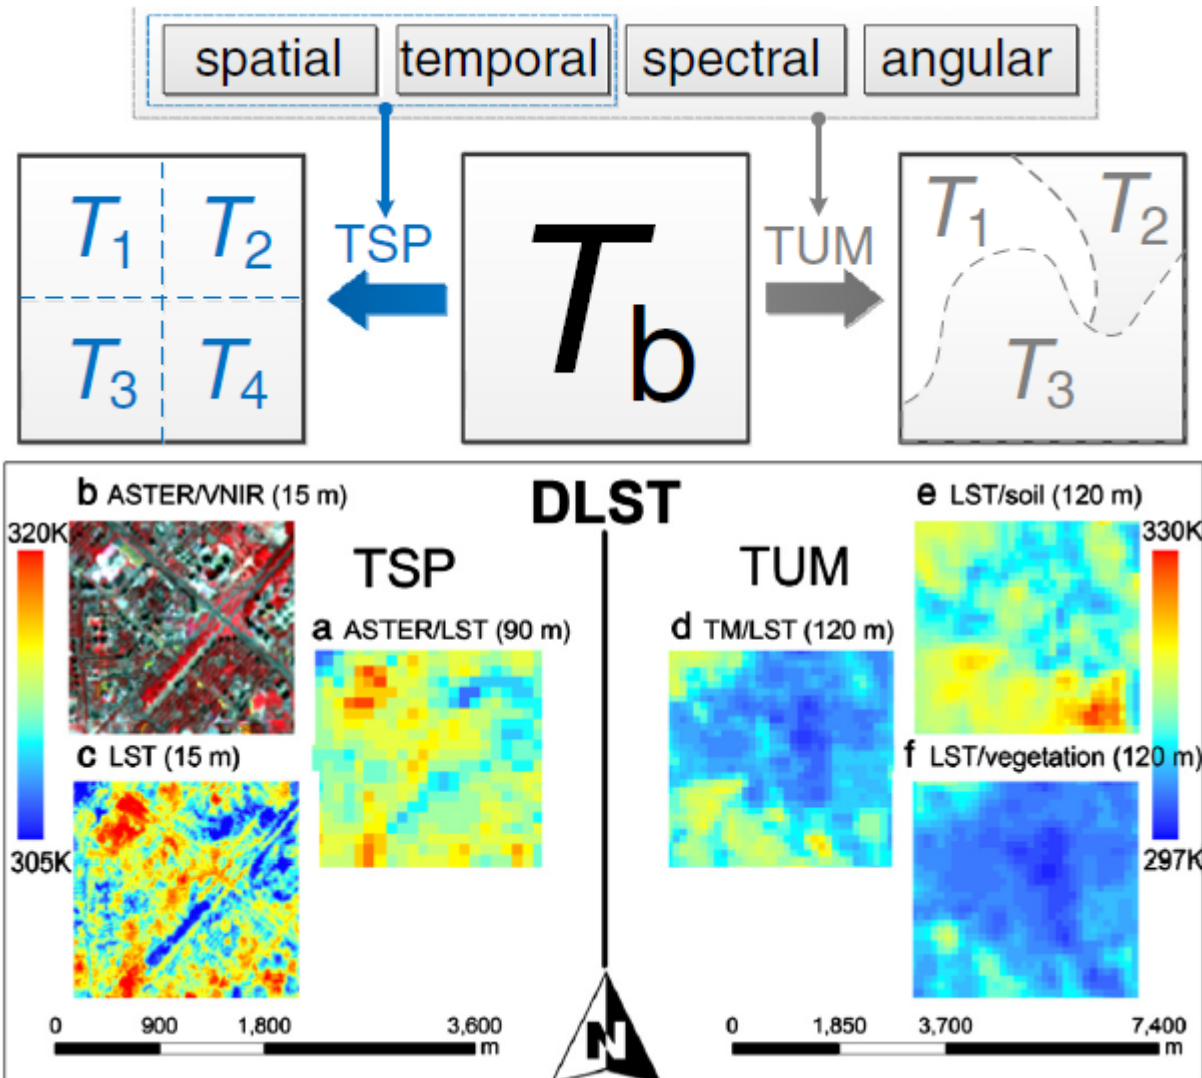 spatial temporal spectral angular
T1 T2
TSP
Tb
TUM
T1 T2
T3 T4
T3
DLST
TSP
TUM
b ASTER/VNIR (15 m)
320K
305K
a ASTER/LST (90 m)
c LST (15 m)
d TM/LST (120 m)
e LST/soil (120 m)
330K
297K
f LST/vegetation (120 m)
0 900 1,800 3,600
m
N
0 1,850 3,700 7,400
m